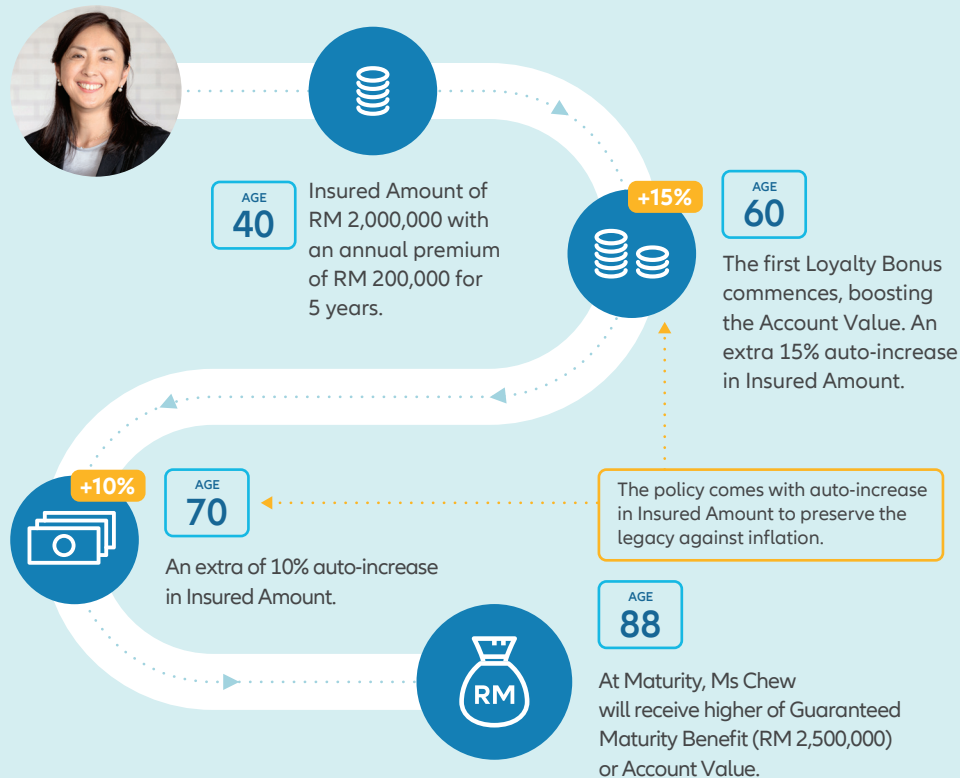 AGE
40
Insured Amount of
RM 2,000,000 with
an annual premium
of RM 200,000 for
5 years.
+15%
AGE
60
The first Loyalty Bonus
commences, boosting
the Account Value. An
extra 15% auto-increase
in Insured Amount.
+10%
AGE
70
An extra of 10% auto-increase
in Insured Amount.
The policy comes with auto-increase
in Insured Amount to preserve the
legacy against inflation.
RM
AGE
88
At Maturity, Ms Chew
will receive higher of Guaranteed
Maturity Benefit (RM 2,500,000)
or Account Value.